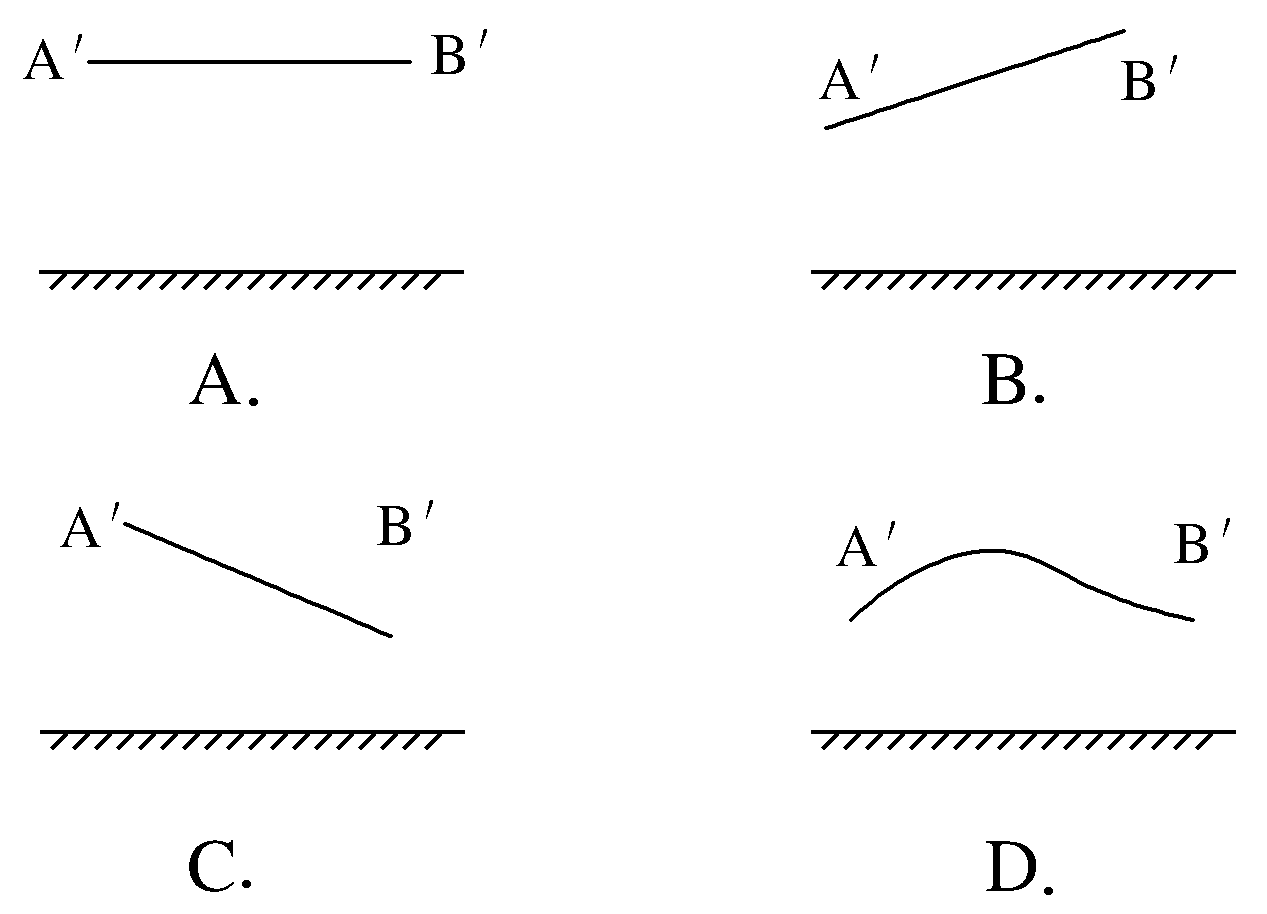 A′ B′
A′ B′
A.
B.
A′ B′
A′ B′
C.
D.